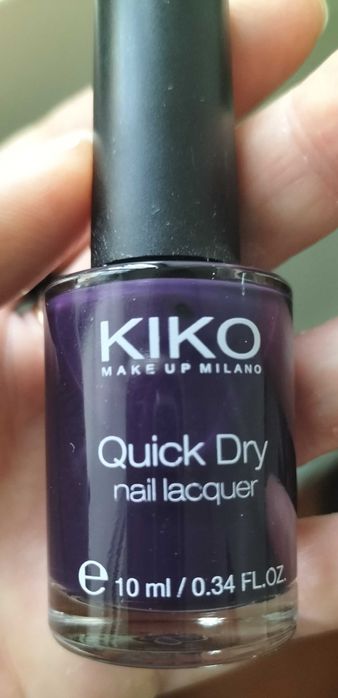 KIKO
MAKE UP MILANO
Quick Dry
nail lacquer
℮ 10 ml / 0.34 FL.OZ.